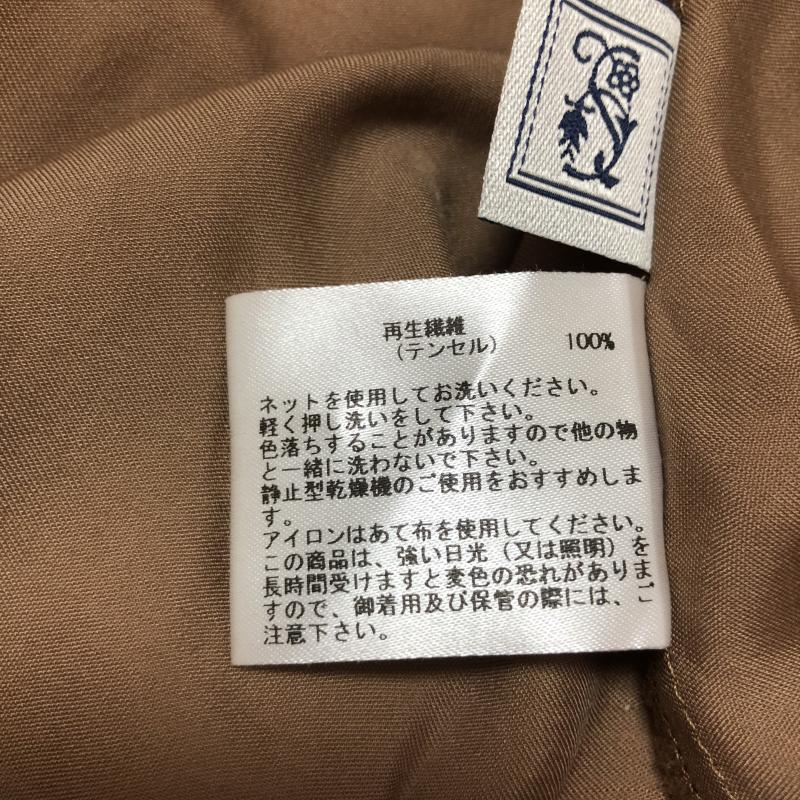 再生繊維
（テンセル） 100%
ネットを使用してお洗いください。
軽く押し洗いをして下さい。
色落ちすることがありますので他の物
と一緒に洗わないで下さい。
静止型乾燥機のご使用をおすすめしま
す。
アイロンはあて布を使用してください。
この商品は、強い日光（又は照明）を
長時間受けますと変色の恐れがありま
すので、御着用及び保管の際には、ご
注意下さい。